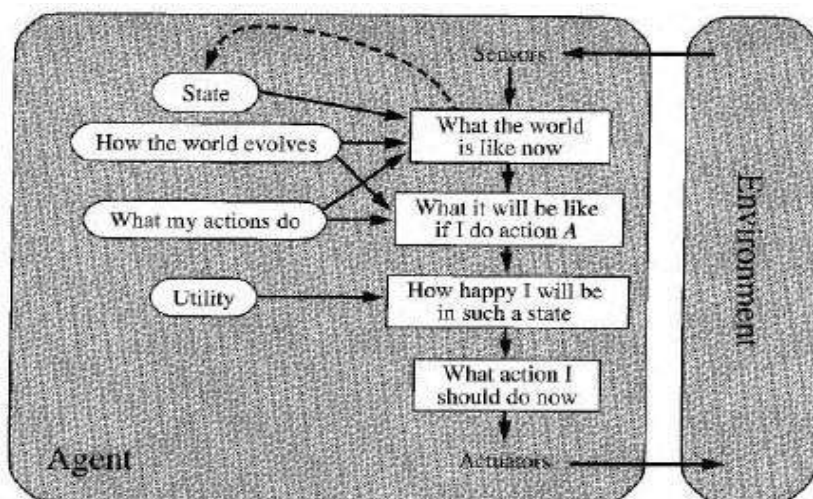 Sensors
State
What the world
is like now
How the world evolves
What it will be like
if I do action A
What my actions do
How happy I will be
in such a state
Utility
What action I
should do now
Agent
Actuators
Environment